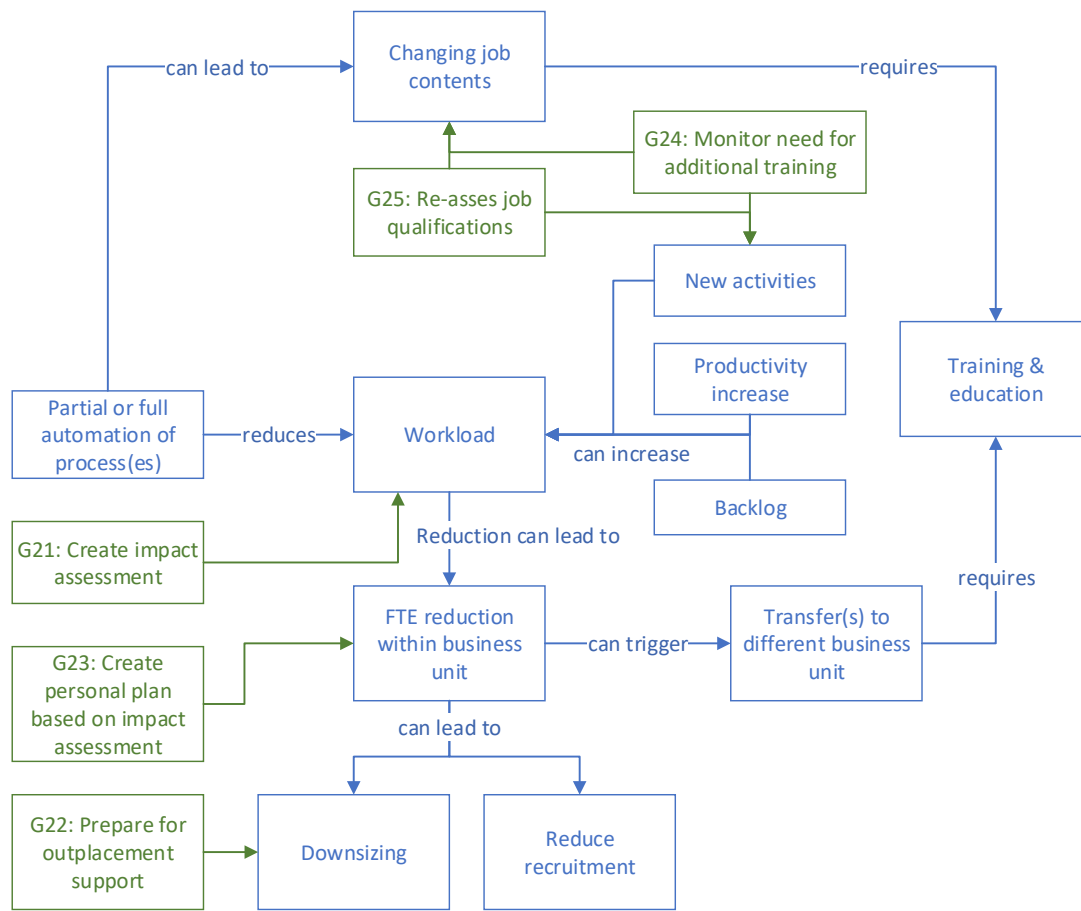 Changing job
contents
can lead to
requires
G24: Monitor need for
additional training
G25: Re-asses job
qualifications
New activities
Productivity
increase
Training &
education
Partial or full
automation of
process(es)
reduces
Workload
can increase
Backlog
G21: Create impact
assessment
Reduction can lead to
requires
FTE reduction
within business
unit
can trigger
Transfer(s) to
different business
unit
G23: Create
personal plan
based on impact
assessment
can lead to
G22: Prepare for
outplacement
support
Downsizing
Reduce
recruitment